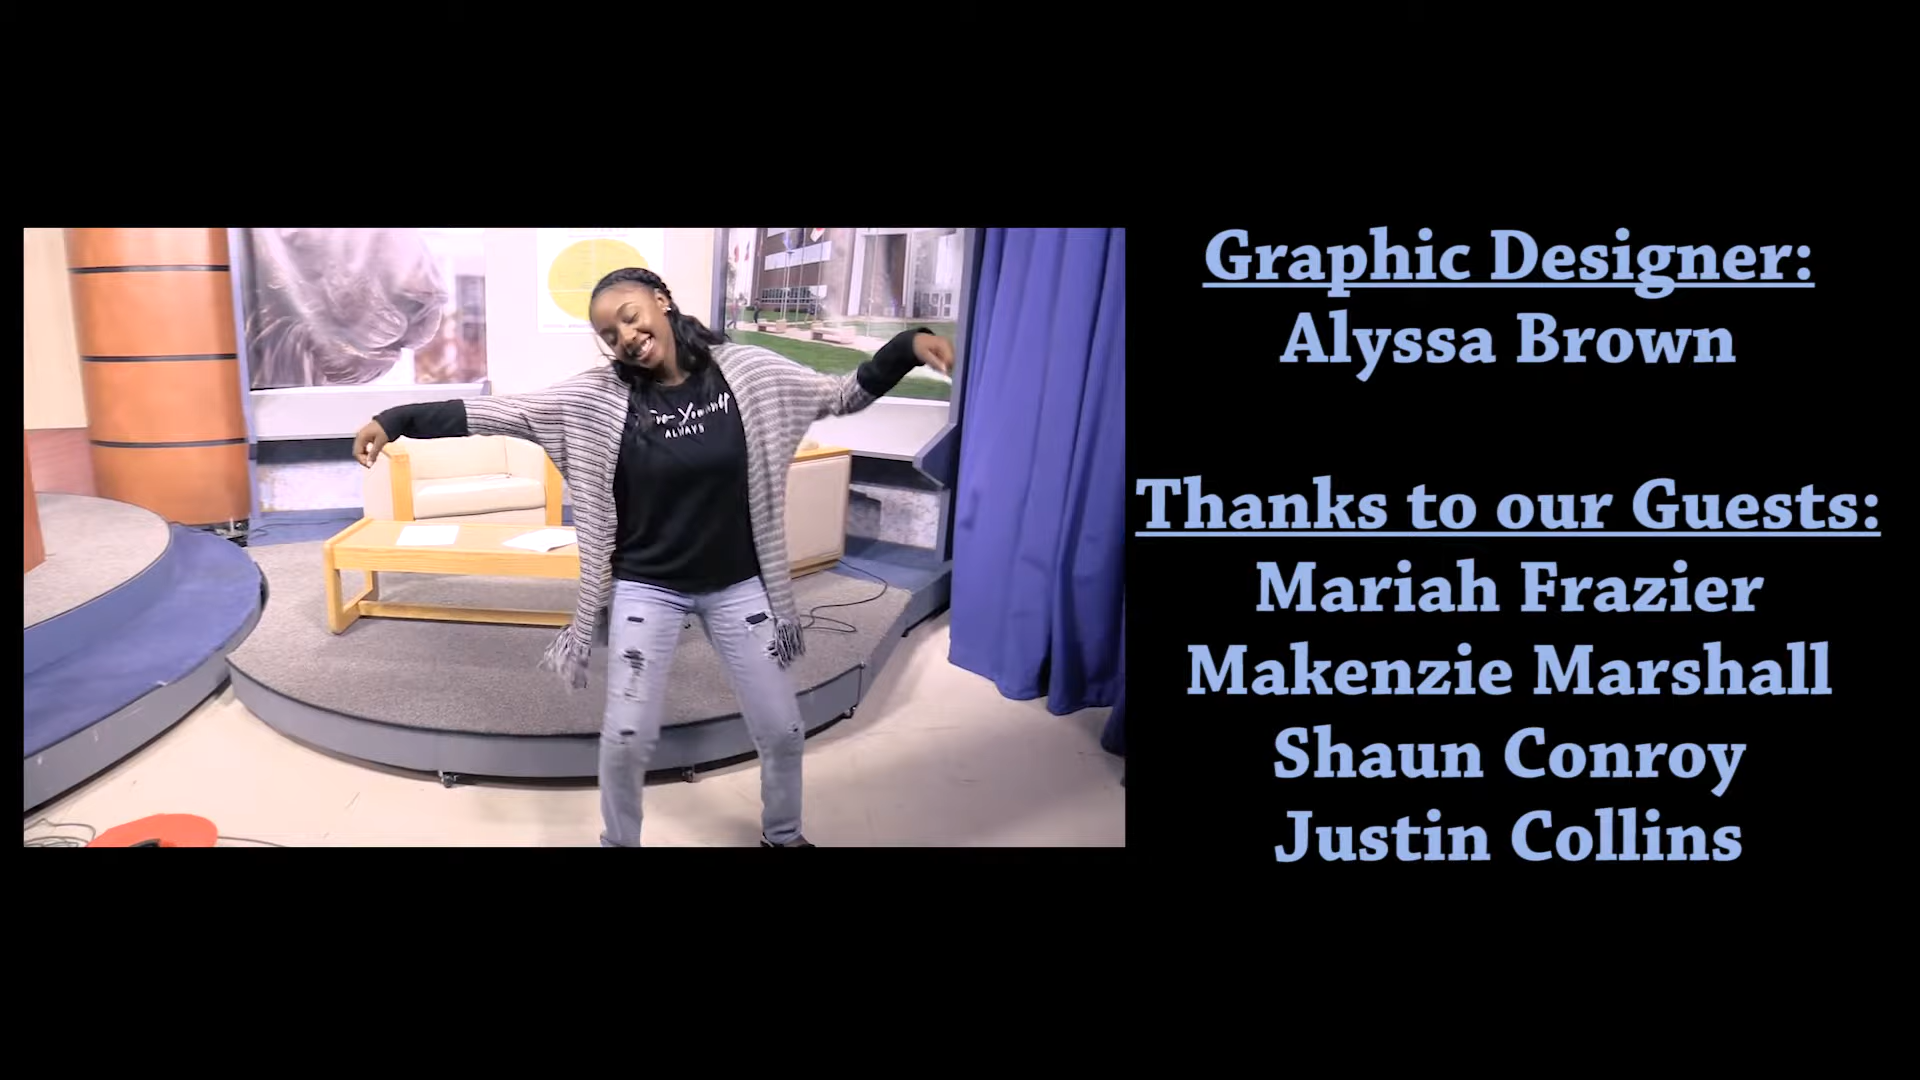 Graphic Designer:
Alyssa Brown
Thanks to our Guests:
Mariah Frazier
Makenzie Marshall
Shaun Conroy
Justin Collins
ALWAYS